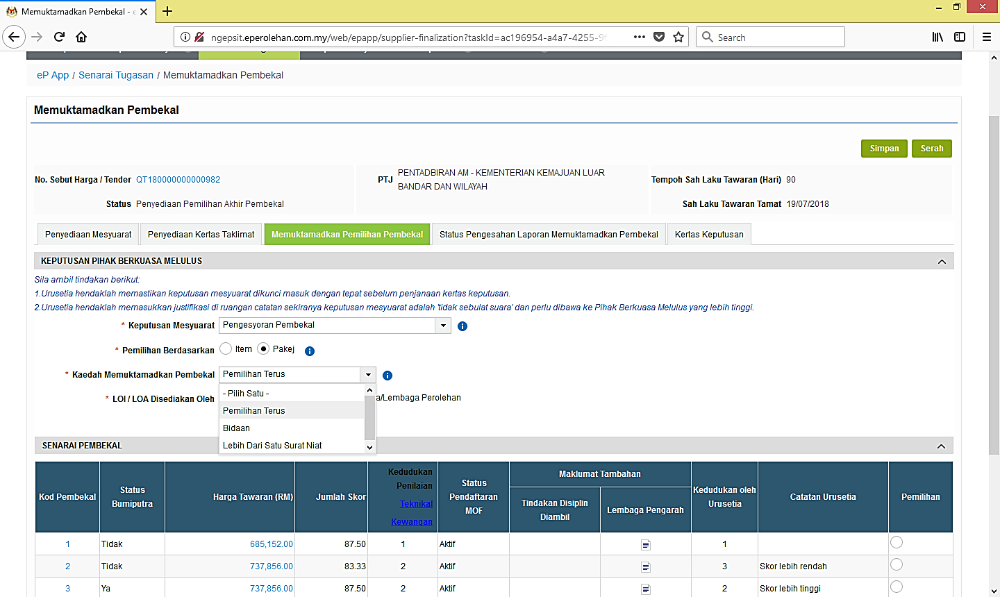 Memuktamadkan Pembekal - e
ngepsit.eperolehan.com.my/web/epapp/supplier-finalization?taskId=ac196954-a4a7-4255-9f
Search
eP App / Senarai Tugasan / Memuktamadkan Pembekal
Memuktamadkan Pembekal
Simpan Serah
No. Sebut Harga / Tender QT180000000000982
PTJ PENTADBIRAN AM - KEMENTERIAN KEMAJUAN LUAR
BANDAR DAN WILAYAH
Tempoh Sah Laku Tawaran (Hari) 90
Status Penyediaan Pemilihan Akhir Pembekal
Sah Laku Tawaran Tamat 19/07/2018
Penyediaan Mesyuarat Penyediaan Kertas Taklimat Memuktamadkan Pemilihan Pembekal Status Pengesahan Laporan Memuktamadkan Pembekal Kertas Keputusan
KEPUTUSAN PIHAK BERKUASA MELULUS
Sila ambil tindakan berikut:
1.Urusetia hendaklah memastikan keputusan mesyuarat dikunci masuk dengan tepat sebelum penjanaan kertas keputusan.
2.Urusetia hendaklah memasukkan justifikasi di ruangan catatan sekiranya keputusan mesyuarat adalah 'tidak sebulat suara' dan perlu dibawa ke Pihak Berkuasa Melulus yang lebih tinggi.
* Keputusan Mesyuarat Pengesyoran Pembekal
* Pemilihan Berdasarkan Item Pakej
* Kaedah Memuktamadkan Pembekal Pemilihan Terus
- Pilih Satu -
* LOI / LOA Disediakan Oleh a/Lembaga Perolehan
Pemilihan Terus
Bidaan
Lebih Dari Satu Surat Niat
SENARAI PEMBEKAL
Kod Pembekal
Status
Bumiputra
Harga Tawaran (RM)
Jumlah Skor
Kedudukan
Penilaian
Teknikal
Kewangan
Status
Pendaftaran
MOF
Maklumat Tambahan
Tindakan Disiplin
Diambil
Lembaga Pengarah
Kedudukan oleh
Urusetia
Catatan Urusetia
Pemilihan
1 Tidak 685,152.00 87.50 1 Aktif 1
2 Tidak 737,856.00 83.33 2 Aktif 3 Skor lebih rendah
3 Ya 737,856.00 87.50 2 Aktif 2 Skor lebih tinggi